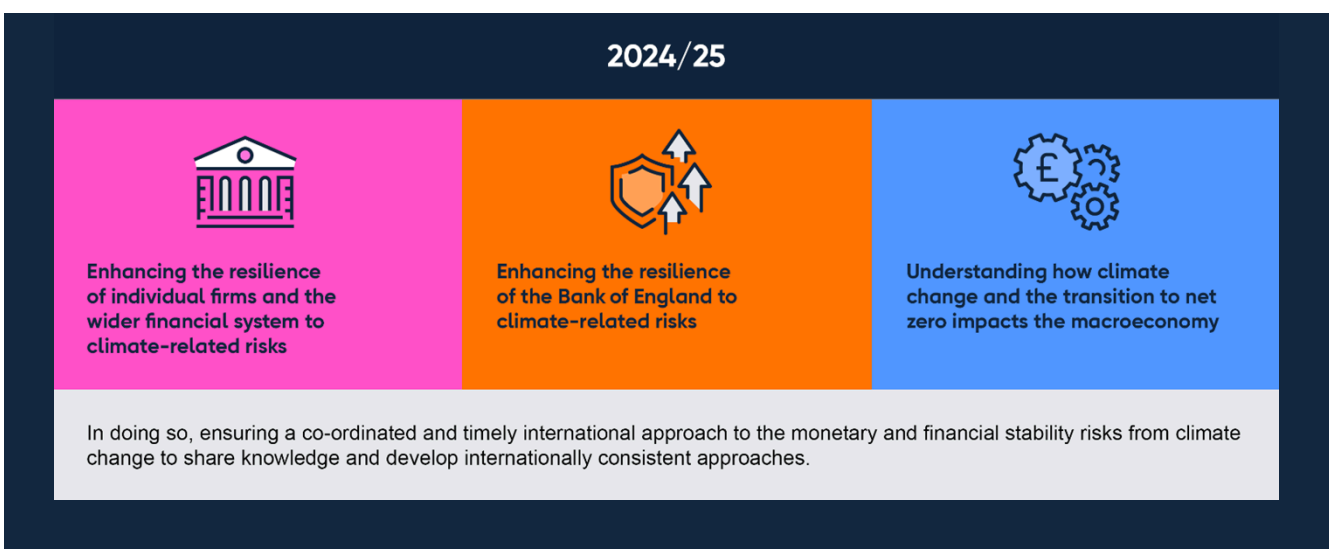 2024/25
£
Enhancing the resilience
of individual firms and the
wider financial system to
climate-related risks
Enhancing the resilience
of the Bank of England to
climate-related risks
Understanding how climate
change and the transition to net
zero impacts the macroeconomy
In doing so, ensuring a co-ordinated and timely international approach to the monetary and financial stability risks from climate
change to share knowledge and develop internationally consistent approaches.